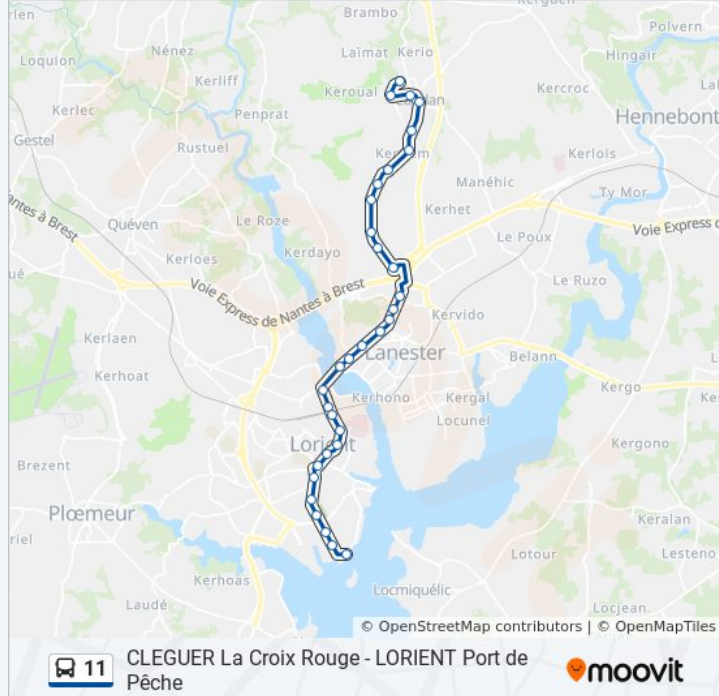 Brambo
Kerguen
Polvern
Laïmat Kerio
Hingair
Nénez
Loquion
Kerliff
Keroual
Kercroc
Hennebont
Kerlec
Penprat
Gestel
Rustuel
Kerlois
Manéhic
Ty Mor
Le Roze
Kerhet
Nantes à Brest
Quéven
Le Poux
Voie Express
Kerloes
Kerdayo
Voie Express de Nantes à Brest
Le Ruzo
Kervido
Kerlaen
Lanester
Belann
Kerhoat
Kerhono
Kergal
Kergo
Locunel
Lorient
Kergono
Brezent
Plœmeur
Keralan
Lotour
Lesteno
Kerhoas
Locmiquélic
Laudé
Locjean
© OpenStreetMap contributors | © OpenMapTiles
11 CLEGUER La Croix Rouge - LORIENT Port de
Pêche
moovit